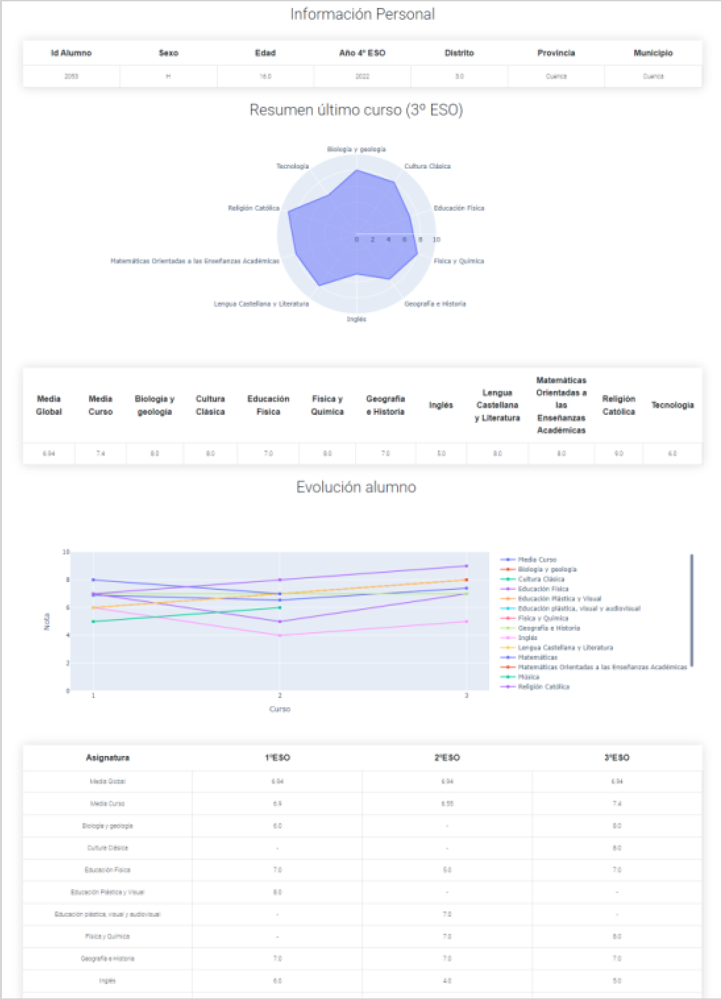 Información Personal
Id Alumno Sexo Edad Año 4º ESO Distrito Provincia Municipio
2053 H 16.0 2022 3.0 Cuenca Cuenca
Resumen último curso (3º ESO)
Biología y geología
Tecnología Cultura Clásica
Religión Católica Educación Física
0 2 4 6 8 10
Matemáticas Orientadas a las Enseñanzas Académicas Física y Química
Lengua Castellana y Literatura Geografía e Historia
Inglés
Media Global Media Curso Biología y geología Cultura Clásica Educación Física Física y Química Geografía e Historia Inglés Lengua Castellana y Literatura Matemáticas Orientadas a las Enseñanzas Académicas Religión Católica Tecnología
6.94 7.4 8.0 8.0 7.0 8.0 7.0 5.0 8.0 8.0 9.0 6.0
Evolución alumno
10
8
6
4
2
0
Nota
1 2 3
Curso
Media Curso
Biología y geología
Cultura Clásica
Educación Física
Educación Plástica y Visual
Educación plástica, visual y audiovisual
Física y Química
Geografía e Historia
Inglés
Lengua Castellana y Literatura
Matemáticas
Matemáticas Orientadas a las Enseñanzas Académicas
Música
Religión Católica
Asignatura 1ºESO 2ºESO 3ºESO
Media Global 6.94 6.94 6.94
Media Curso 6.9 6.55 7.4
Biología y geología 6.0 - 8.0
Cultura Clásica - - 8.0
Educación Física 7.0 5.0 7.0
Educación Plástica y Visual 8.0 - -
Educación plástica, visual y audiovisual - 7.0 -
Física y Química - 7.0 8.0
Geografía e Historia 7.0 7.0 7.0
Inglés 6.0 4.0 5.0